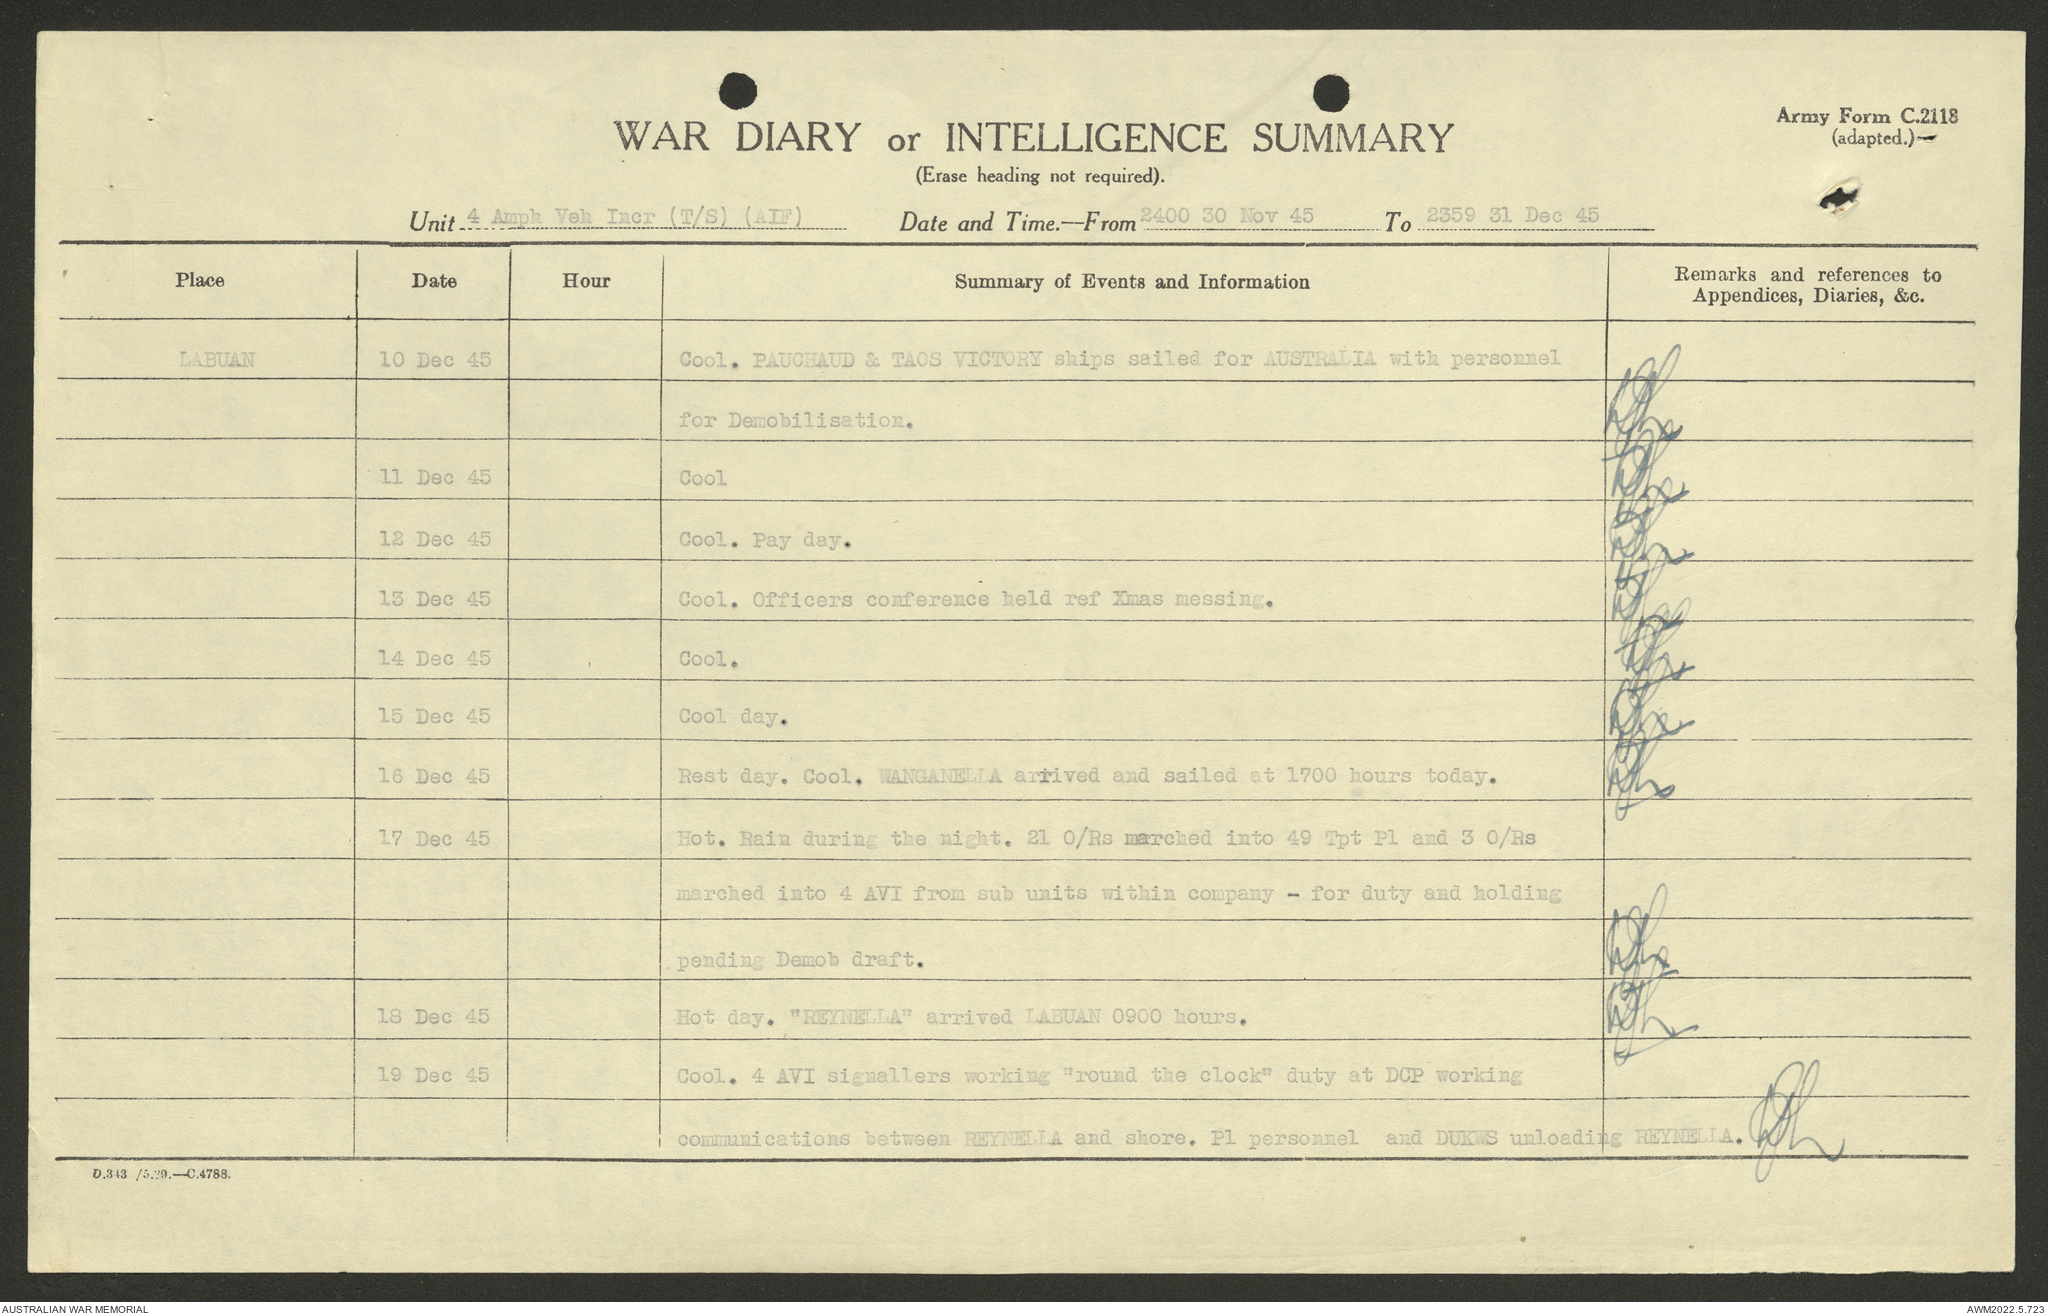 Army Form C.2118
(adapted.)
WAR DIARY or INTELLIGENCE SUMMARY
(Erase heading not required).
Unit 4 Amph Veh Incr (T/S) (AIF) Date and Time.—From 2400 30 Nov 45 To 2359 31 Dec 45
Place Date Hour Summary of Events and Information Remarks and references to Appendices, Diaries, &c.
LABUAN 10 Dec 45 Cool. PAUCHAUD & TAOS VICTORY ships sailed for AUSTRALIA with personnel
for Demobilisation.
11 Dec 45 Cool
12 Dec 45 Cool. Pay day.
13 Dec 45 Cool. Officers conference held ref Xmas messing.
14 Dec 45 Cool.
15 Dec 45 Cool day.
16 Dec 45 Rest day. Cool. WANGANELLA arrived and sailed at 1700 hours today.
17 Dec 45 Hot. Rain during the night. 21 O/Rs marched into 49 Tpt Pl and 3 O/Rs
marched into 4 AVI from sub units within company - for duty and holding
pending Demob draft.
18 Dec 45 Hot day. "REYNELLA" arrived LABUAN 0900 hours.
19 Dec 45 Cool. 4 AVI signallers working "round the clock" duty at DCP working
communications between REYNELLA and shore. Pl personnel and DUKWS unloading REYNELLA.
D.343 /5.39.—C.4788.
AUSTRALIAN WAR MEMORIAL AWM2022.5.723